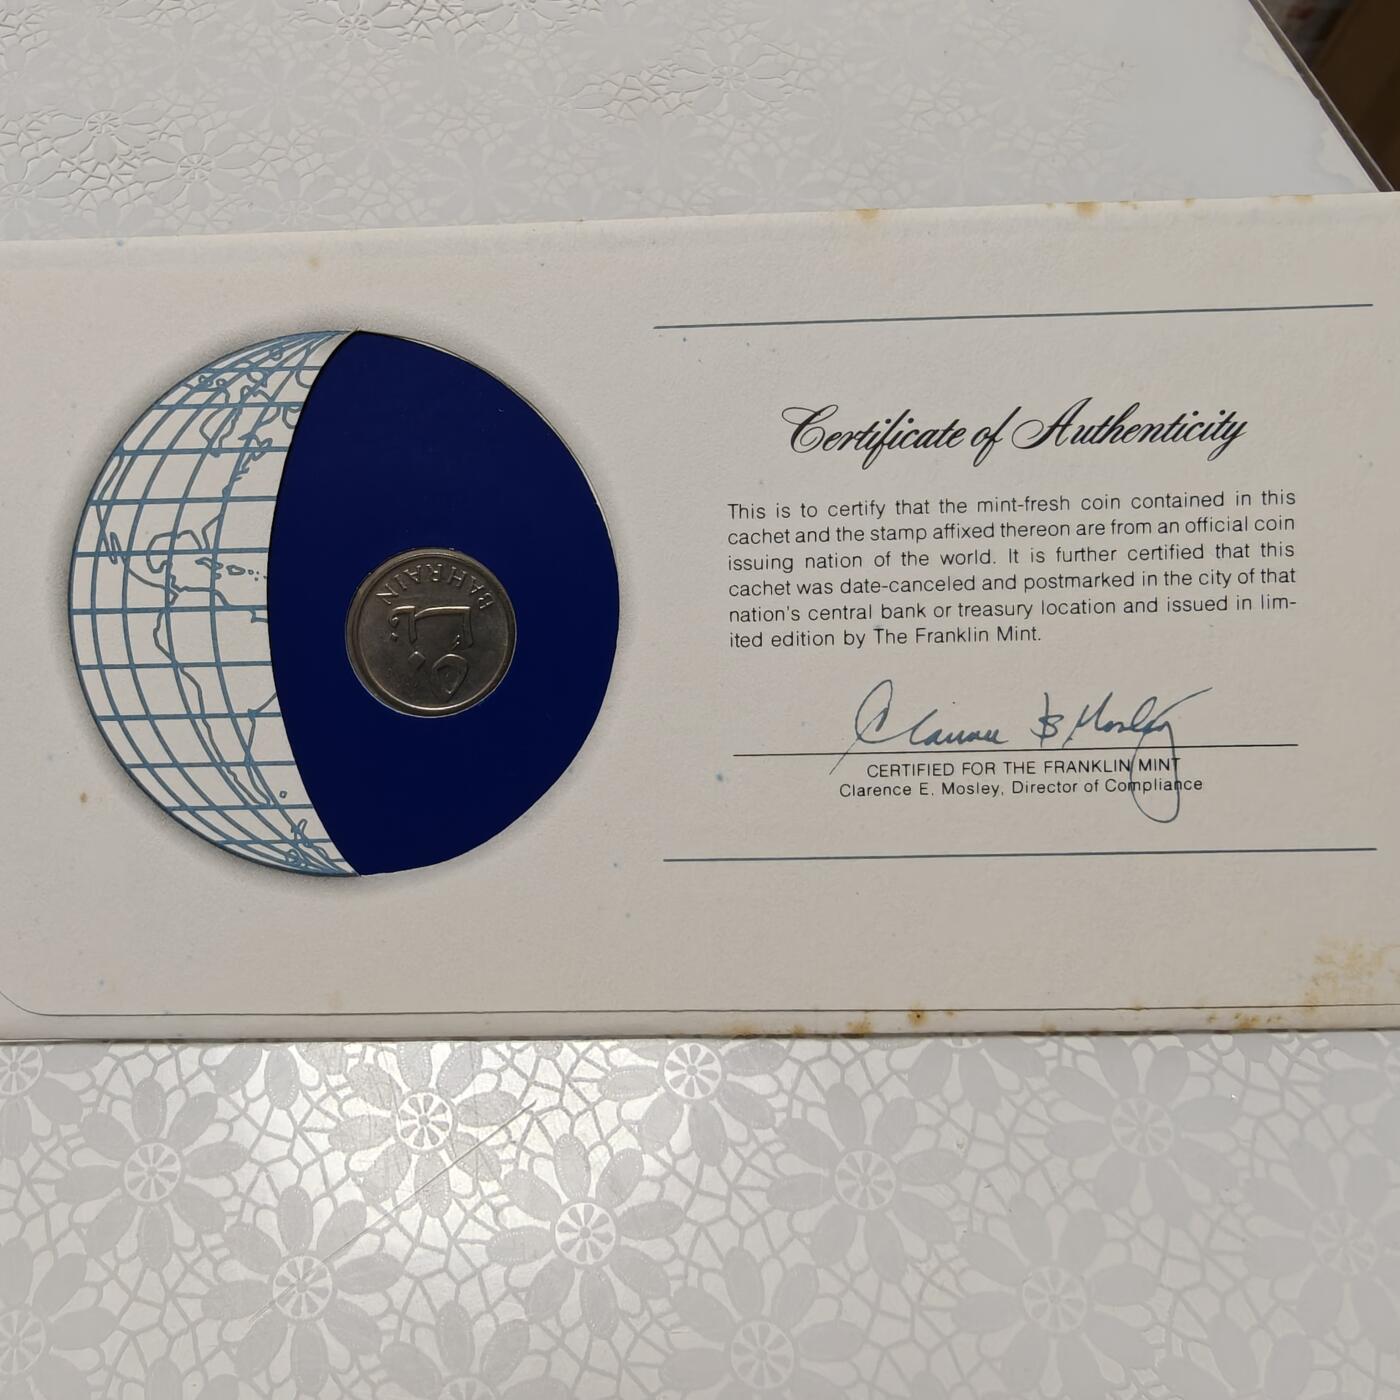 BAHRAIN
Certificate of Authenticity
This is to certify that the mint-fresh coin contained in this
cachet and the stamp affixed thereon are from an official coin
issuing nation of the world. It is further certified that this
cachet was date-canceled and postmarked in the city of that
nation's central bank or treasury location and issued in lim-
ited edition by The Franklin Mint.
CERTIFIED FOR THE FRANKLIN MINT
Clarence E. Mosley, Director of Compliance